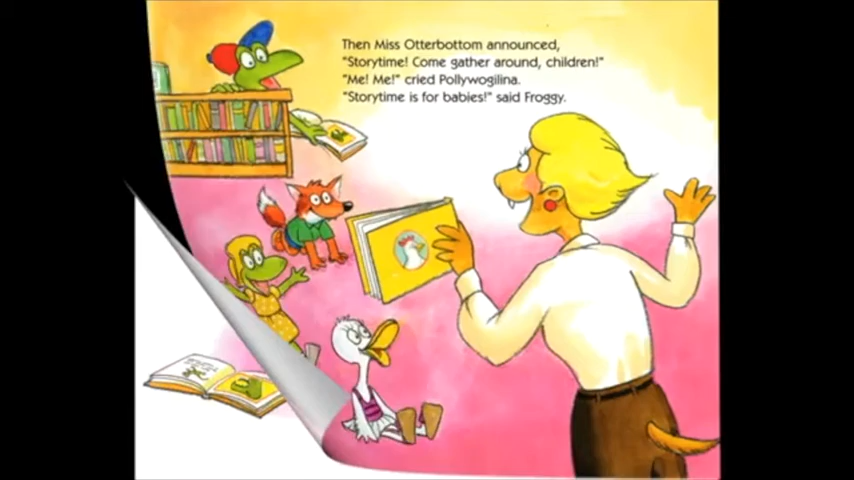 Then Miss Otterbottom announced,
"Storytime! Come gather around, children!"
"Me! Me!" cried Pollywogilina.
"Storytime is for babies!" said Froggy.